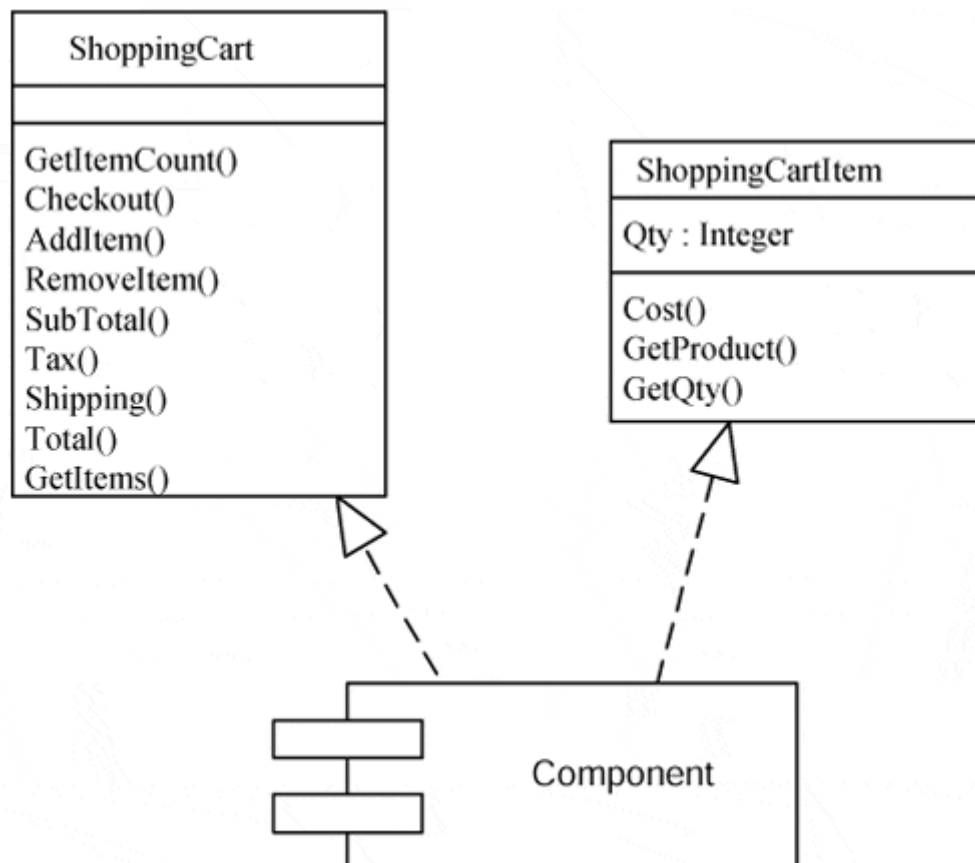 ShoppingCart
GetItemCount()
Checkout()
AddItem()
RemoveItem()
SubTotal()
Tax()
Shipping()
Total()
GetItems()
ShoppingCartItem
Qty : Integer
Cost()
GetProduct()
GetQty()
Component